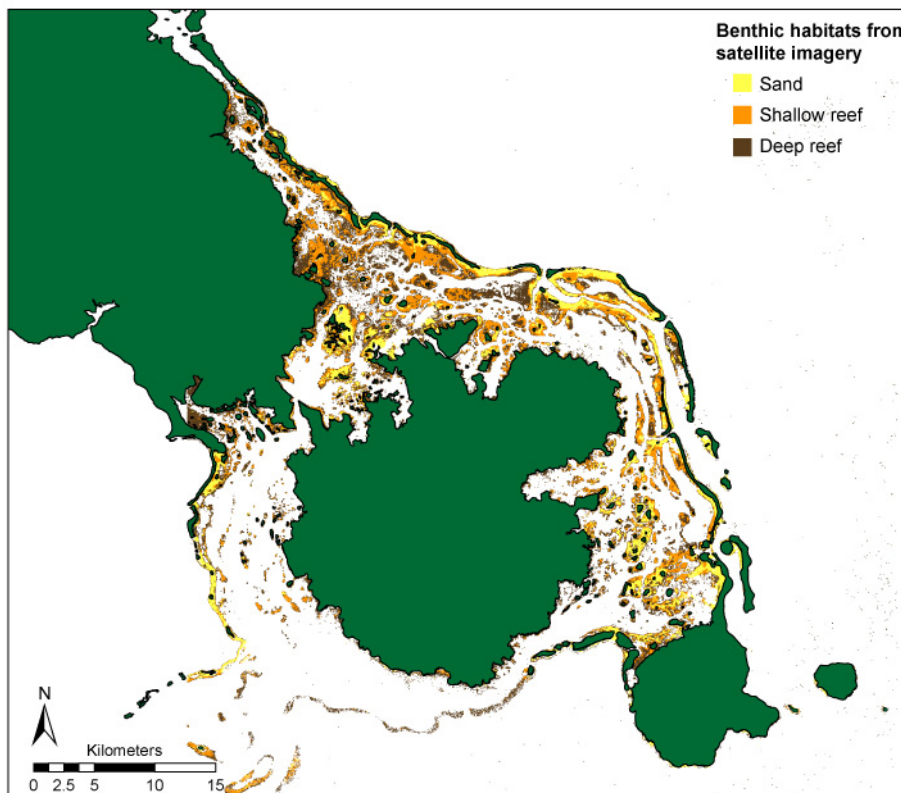 Benthic habitats from
satellite imagery
Sand
Shallow reef
Deep reef
N
Kilometers
0 2.5 5 10 15